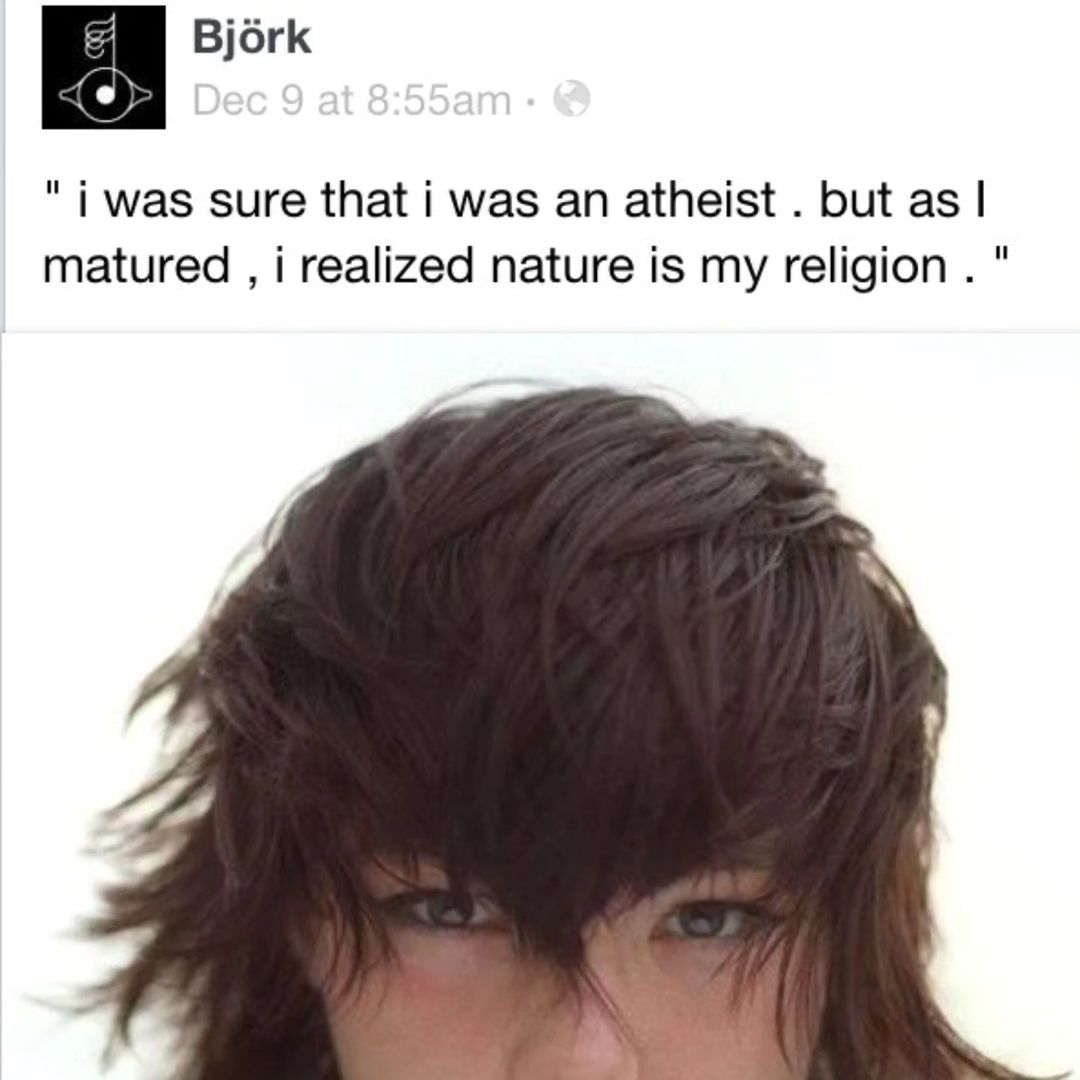 Björk
Dec 9 at 8:55am ·
" i was sure that i was an atheist . but as I
matured , i realized nature is my religion . "